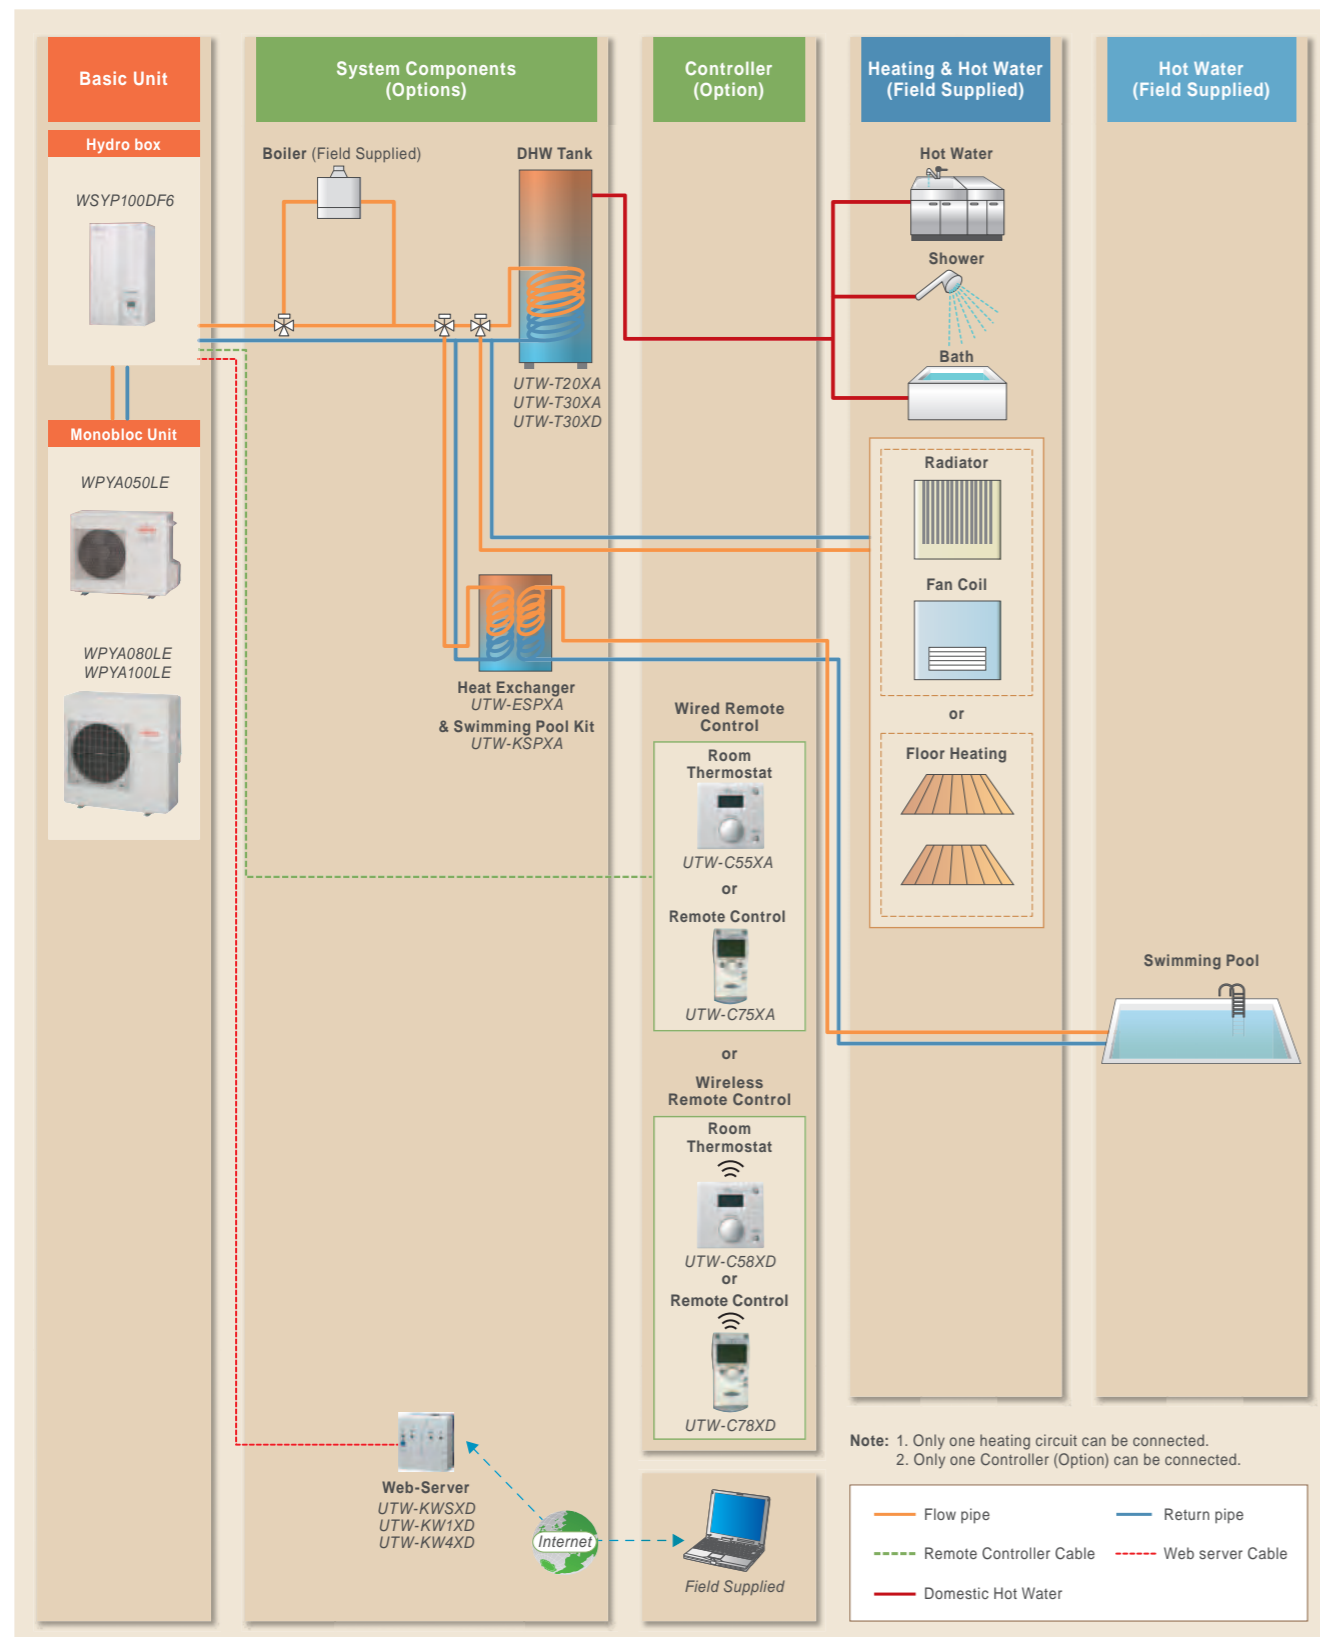 Basic Unit
System Components
(Options)
Controller
(Option)
Heating & Hot Water
(Field Supplied)
Hot Water
(Field Supplied)
Hydro box
WSYP100DF6
Monobloc Unit
WPYA050LE
WPYA080LE
WPYA100LE
Boiler (Field Supplied)
DHW Tank
UTW-T20XA
UTW-T30XA
UTW-T30XD
Heat Exchanger
UTW-ESPXA
& Swimming Pool Kit
UTW-KSPXA
Web-Server
UTW-KWSXD
UTW-KW1XD
UTW-KW4XD
Internet
Wired Remote
Control
Room
Thermostat
UTW-C55XA
or
Remote Control
UTW-C75XA
or
Wireless
Remote Control
Room
Thermostat
UTW-C58XD
or
Remote Control
UTW-C78XD
Field Supplied
Hot Water
Shower
Bath
Radiator
Fan Coil
or
Floor Heating
Swimming Pool
Note: 1. Only one heating circuit can be connected.
2. Only one Controller (Option) can be connected.
Flow pipe
Return pipe
Remote Controller Cable
Web server Cable
Domestic Hot Water